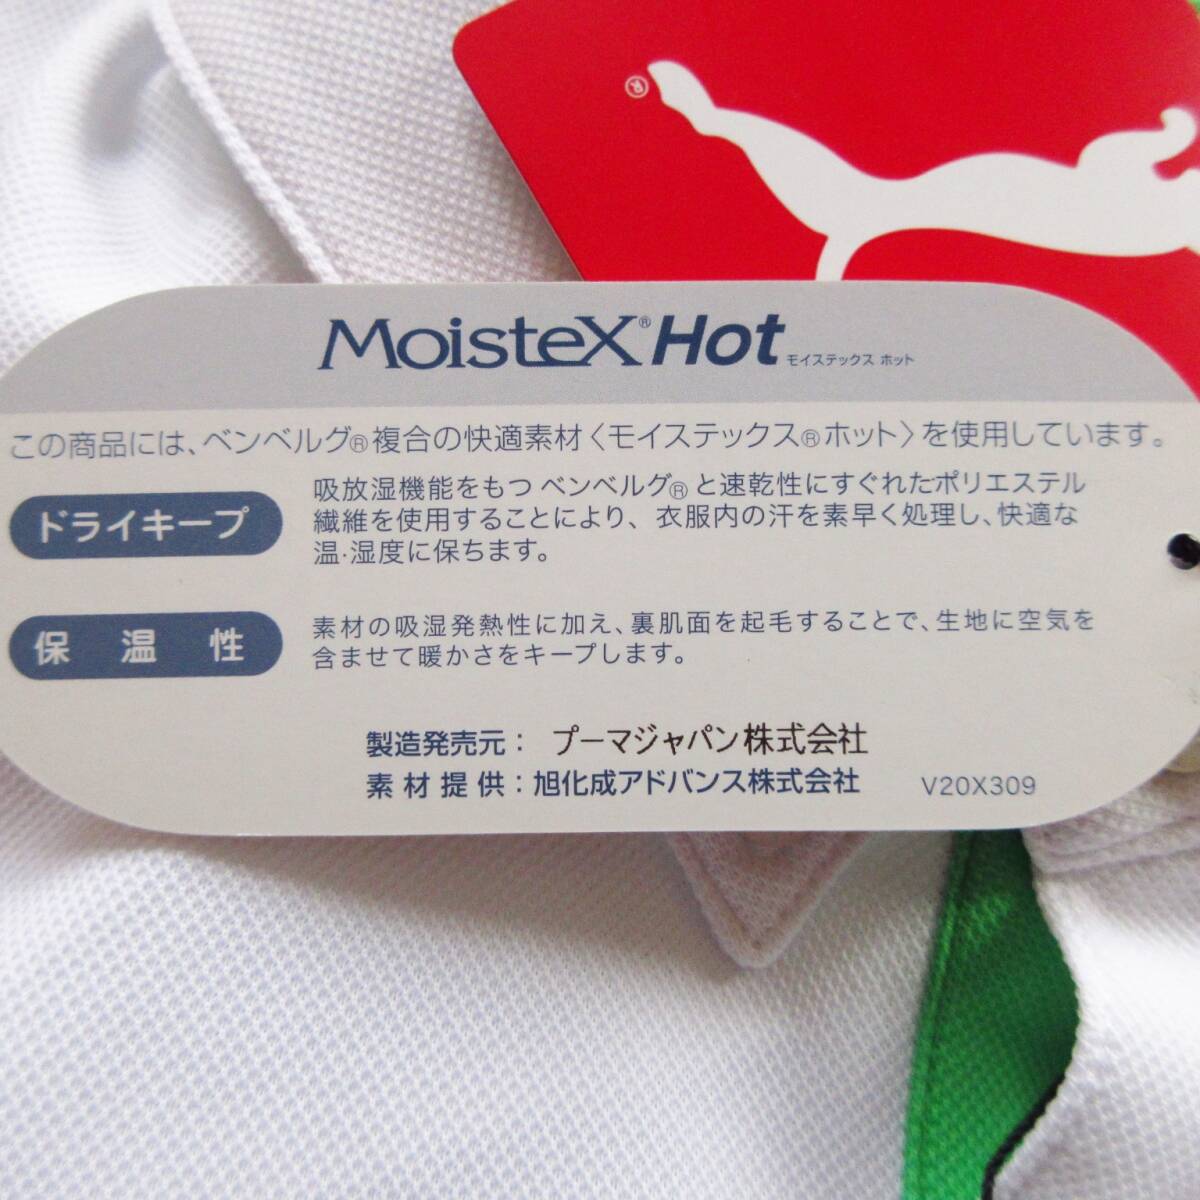 ®
MoisteX® Hot モイステックス ホット
この商品には、ベンベルグ®複合の快適素材〈モイステックス®ホット〉を使用しています。
ドライキープ
吸放湿機能をもつ ベンベルグ® と速乾性にすぐれたポリエステル
繊維を使用することにより、衣服内の汗を素早く処理し、快適な
温・湿度に保ちます。
保温性
素材の吸湿発熱性に加え、裏肌面を起毛することで、生地に空気を
含ませて暖かさをキープします。
製造発売元： プーマジャパン株式会社
素材提供：旭化成アドバンス株式会社 V20X309